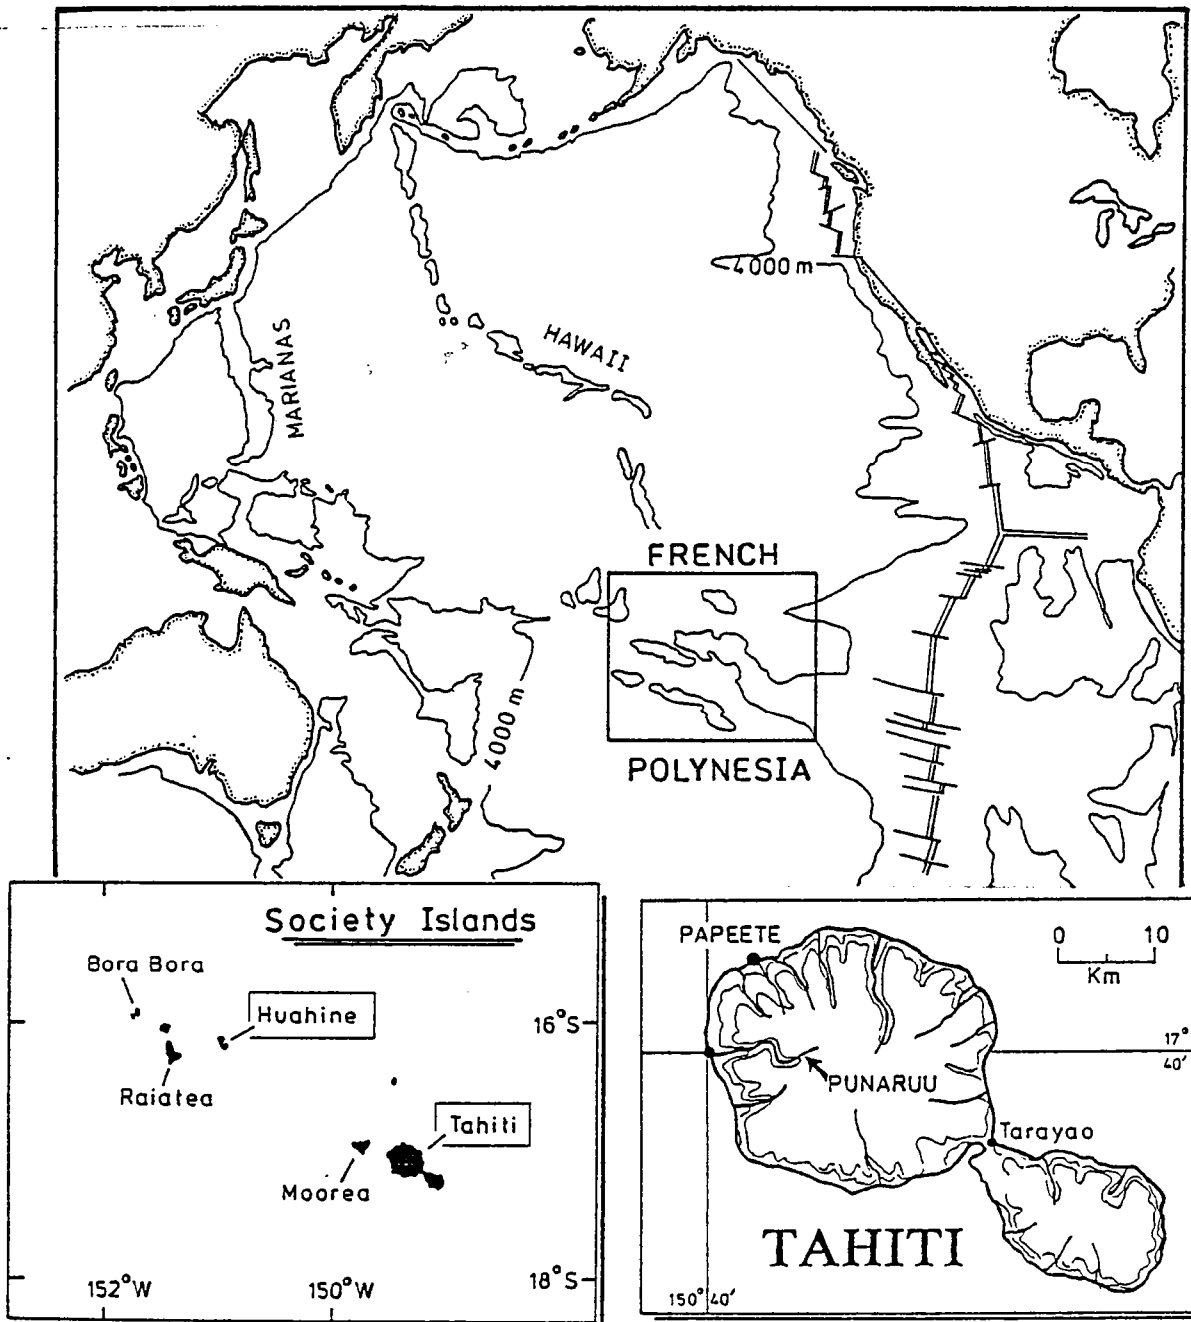 4000 m
HAWAII
MARIANAS
FRENCH
4000 m
POLYNESIA
Society Islands
Bora Bora
Huahine
16°S
Raiatea
Tahiti
Moorea
152°W
150°W
18°S
PAPEETE
0 10
Km
17°
40'
PUNARUU
Tarayao
TAHITI
150°40'